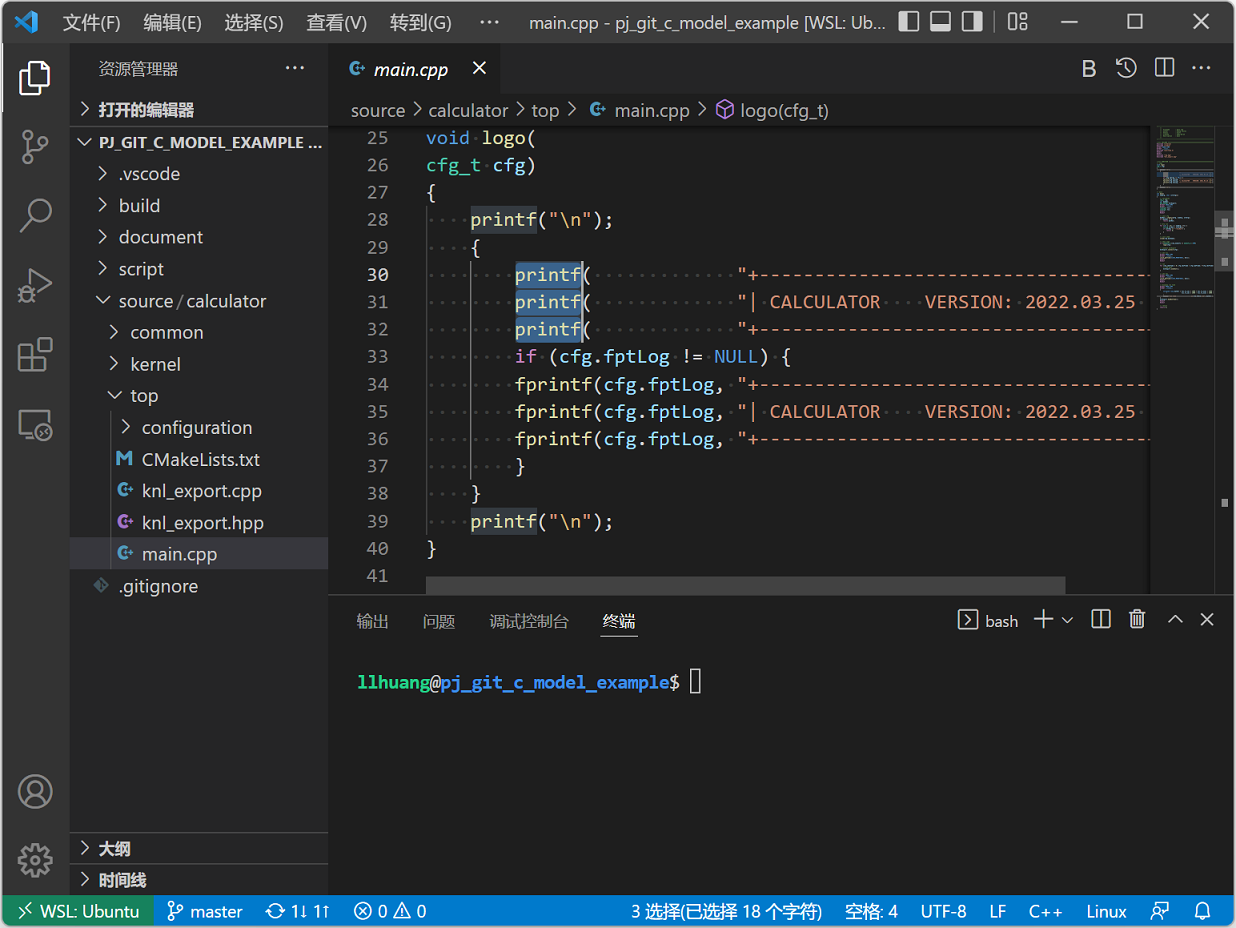 文件(F) 编辑(E) 选择(S) 查看(V) 转到(G) ··· main.cpp - pj_git_c_model_example [WSL: Ub...
资源管理器 ···
打开的编辑器
PJ_GIT_C_MODEL_EXAMPLE ...
.vscode
build
document
script
source/calculator
common
kernel
top
configuration
CMakeLists.txt
knl_export.cpp
knl_export.hpp
main.cpp
.gitignore
大纲
时间线
main.cpp
B
source > calculator > top > main.cpp > logo(cfg_t)
25 void logo(
26 cfg_t cfg)
27 {
28 printf("\n");
29 {
30 printf( "+-----------------------------------
31 printf( "| CALCULATOR    VERSION: 2022.03.25
32 printf( "+-----------------------------------
33 if (cfg.fptLog != NULL) {
34 fprintf(cfg.fptLog, "+-----------------------------------
35 fprintf(cfg.fptLog, "| CALCULATOR    VERSION: 2022.03.25
36 fprintf(cfg.fptLog, "+-----------------------------------
37 }
38 }
39 printf("\n");
40 }
41
输出 问题 调试控制台 终端 bash
llhuang@pj_git_c_model_example$
WSL: Ubuntu master 1↓ 1↑ 0 0 3 选择(已选择 18 个字符) 空格: 4 UTF-8 LF C++ Linux